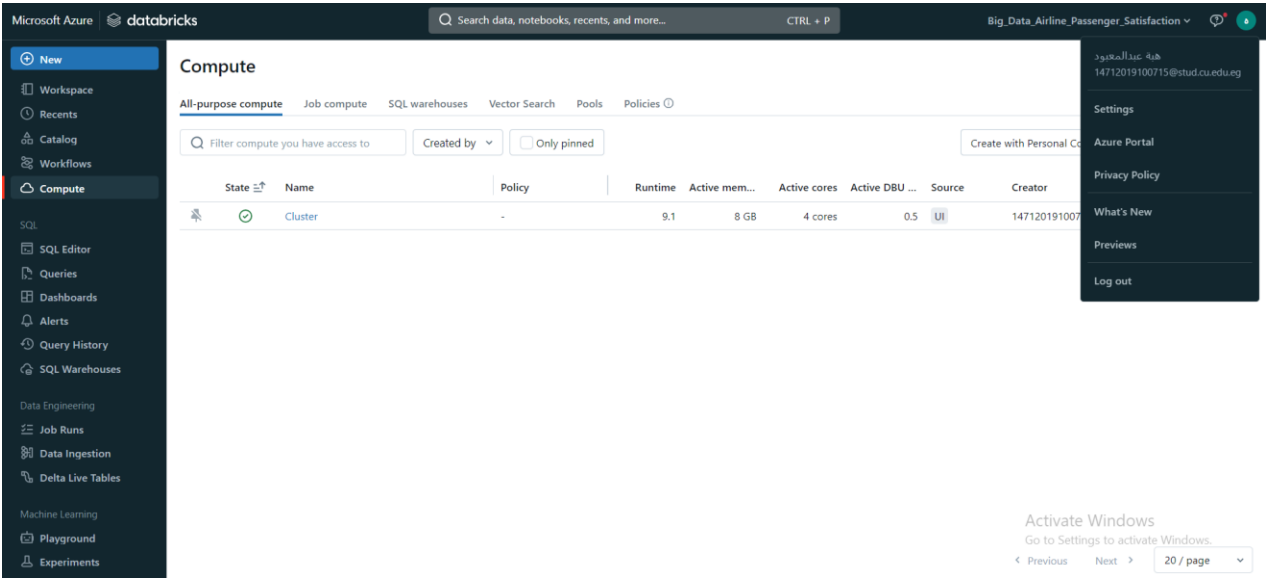 Microsoft Azure databricks Search data, notebooks, recents, and more... CTRL + P Big_Data_Airline_Passenger_Satisfaction
New
Workspace
Recents
Catalog
Workflows
Compute
SQL
SQL Editor
Queries
Dashboards
Alerts
Query History
SQL Warehouses
Data Engineering
Job Runs
Data Ingestion
Delta Live Tables
Machine Learning
Playground
Experiments
Compute
All-purpose compute Job compute SQL warehouses Vector Search Pools Policies
Filter compute you have access to Created by Only pinned Create with Personal Co
State Name Policy Runtime Active mem... Active cores Active DBU ... Source Creator
Cluster - 9.1 8 GB 4 cores 0.5 UI 147120191007
هبة عبدالمعبود
14712019100715@stud.cu.edu.eg
Settings
Azure Portal
Privacy Policy
What's New
Previews
Log out
Activate Windows
Go to Settings to activate Windows.
Previous Next 20 / page